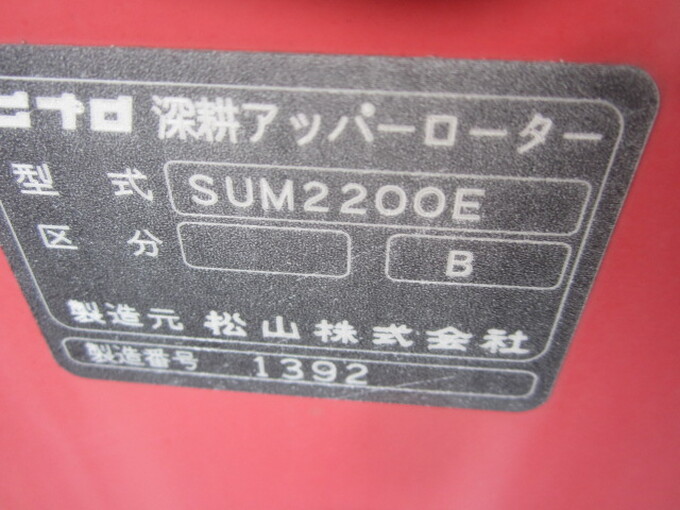 ニプロ 深耕アッパーローター
型式 SUM2200E
区分 B
製造元 松山株式会社
製造番号 1392